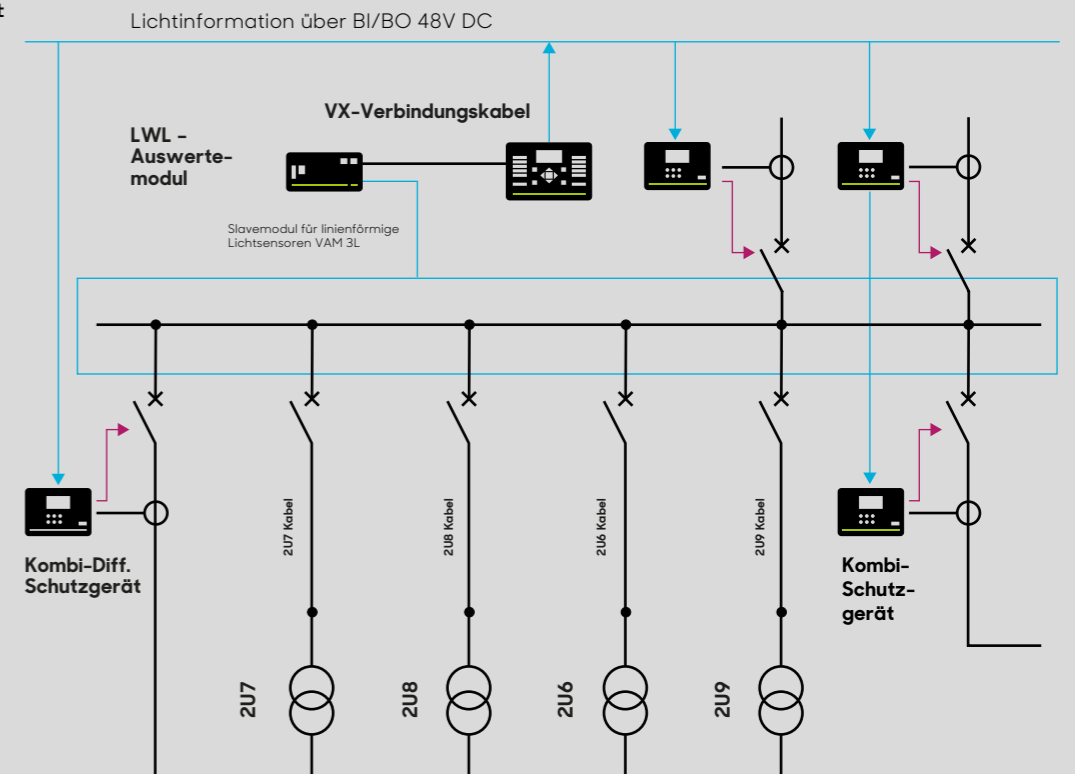 t
Lichtinformation über BI/BO 48V DC
VX-Verbindungskabel
LWL -
Auswerte-
modul
Slavemodul für linienförmige
Lichtsensoren VAM 3L
2U7 Kabel
2U8 Kabel
2U6 Kabel
2U9 Kabel
Kombi-Diff.
Schutzgerät
Kombi-
Schutz-
gerät
2U7
2U8
2U6
2U9